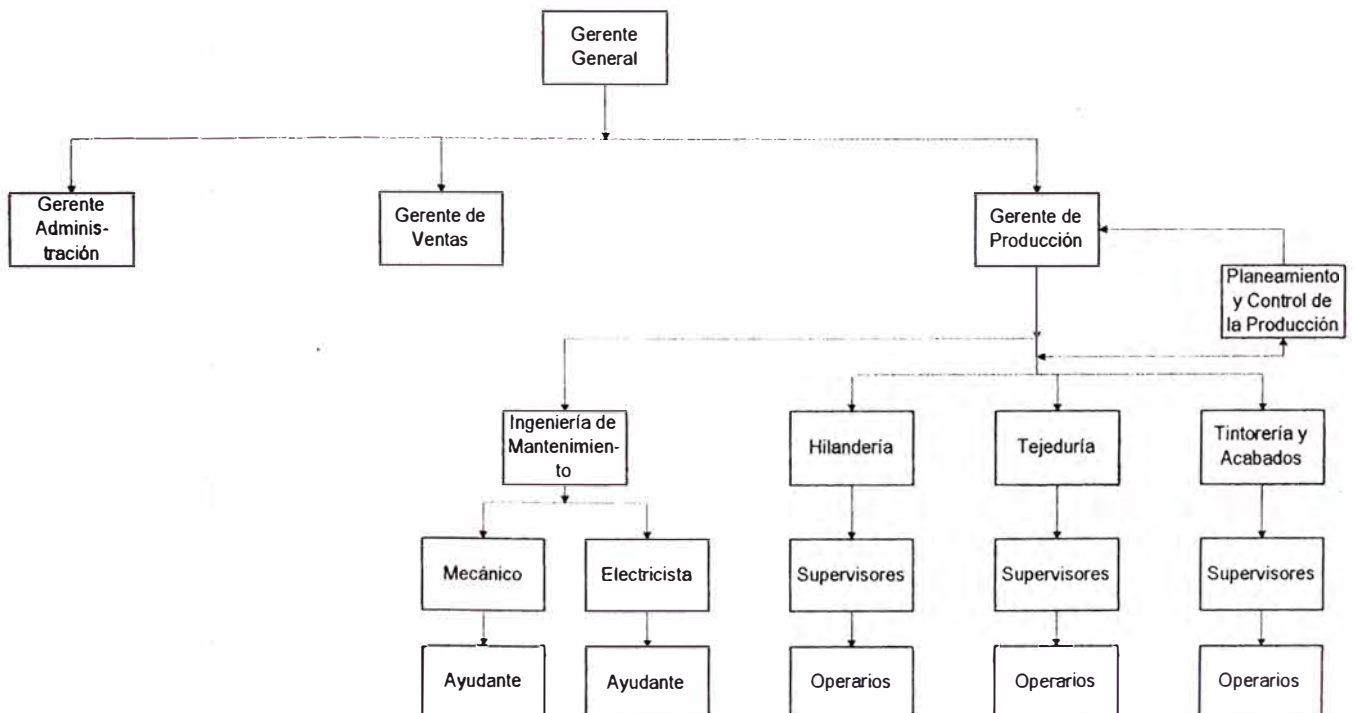 Gerente
General
Gerente
Adminis-
tración
Gerente de
Ventas
Gerente de
Producción
Planeamiento
y Control de
la Producción
Ingeniería de
Mantenimien-
to
Hilandería
Tejeduría
Tintorería y
Acabados
Mecánico
Electricista
Supervisores
Supervisores
Supervisores
Ayudante
Ayudante
Operarios
Operarios
Operarios